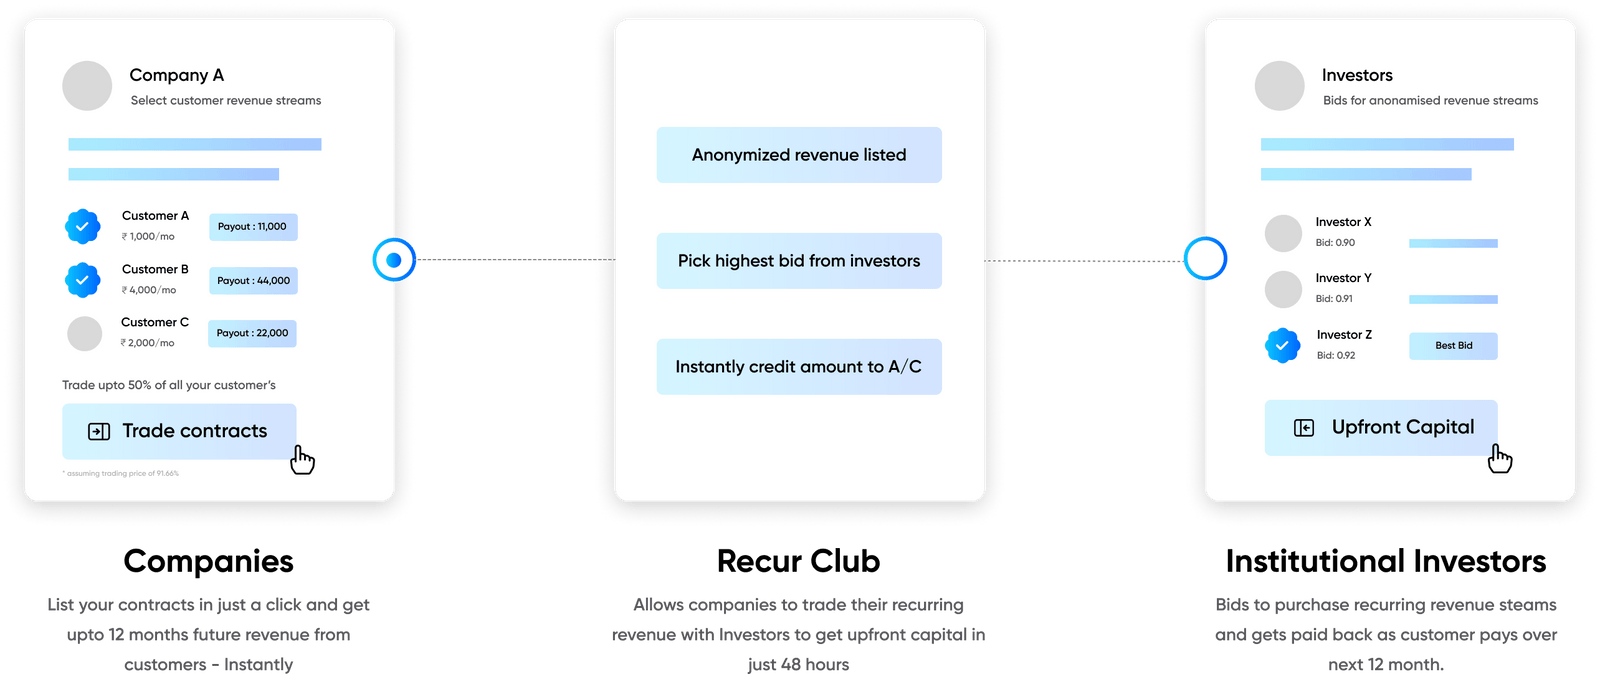 Company A
Select customer revenue streams
Customer A
₹ 1,000/mo
Payout : 11,000
Customer B
₹ 4,000/mo
Payout : 44,000
Customer C
₹ 2,000/mo
Payout : 22,000
Trade upto 50% of all your customer's
Trade contracts
* assuming trading price of 91.66%
Companies
List your contracts in just a click and get
upto 12 months future revenue from
customers - Instantly
Anonymized revenue listed
Pick highest bid from investors
Instantly credit amount to A/C
Recur Club
Allows companies to trade their recurring
revenue with Investors to get upfront capital in
just 48 hours
Investors
Bids for anonamised revenue streams
Investor X
Bid: 0.90
Investor Y
Bid: 0.91
Investor Z
Bid: 0.92
Best Bid
Upfront Capital
Institutional Investors
Bids to purchase recurring revenue steams
and gets paid back as customer pays over
next 12 month.